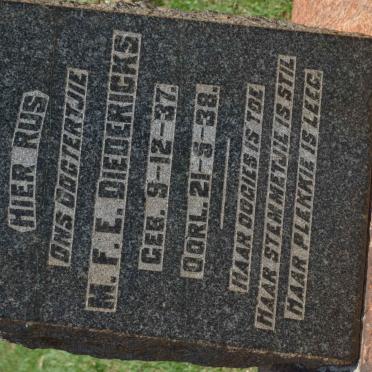 HIER RUS
ONS DOGTERTJIE
M. F. E. DIEDERICKS
GEB. 9-12-37.
OORL. 21-3-38.
HAAR OOGIES IS TOE
HAAR STEMMETJIE IS STIL
HAAR PLEKKIE IS LEEG